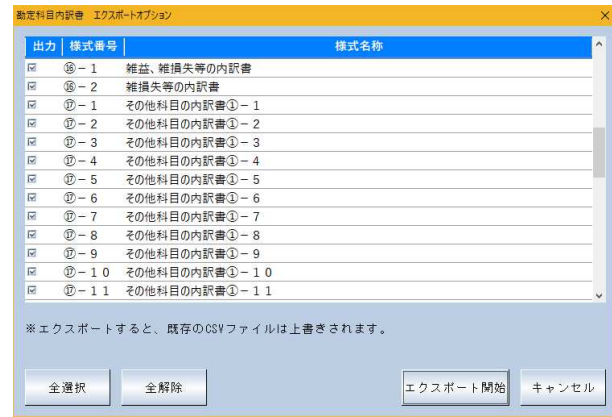 勘定科目内訳書 エクスポートオプション
出力 様式番号 様式名称
⑯－1 雑益、雑損失等の内訳書
⑯－2 雑損失等の内訳書
⑰－1 その他科目の内訳書①－1
⑰－2 その他科目の内訳書①－2
⑰－3 その他科目の内訳書①－3
⑰－4 その他科目の内訳書①－4
⑰－5 その他科目の内訳書①－5
⑰－6 その他科目の内訳書①－6
⑰－7 その他科目の内訳書①－7
⑰－8 その他科目の内訳書①－8
⑰－9 その他科目の内訳書①－9
⑰－10 その他科目の内訳書①－10
⑰－11 その他科目の内訳書①－11
※エクスポートすると、既存のCSVファイルは上書きされます。
全選択 全解除 エクスポート開始 キャンセル